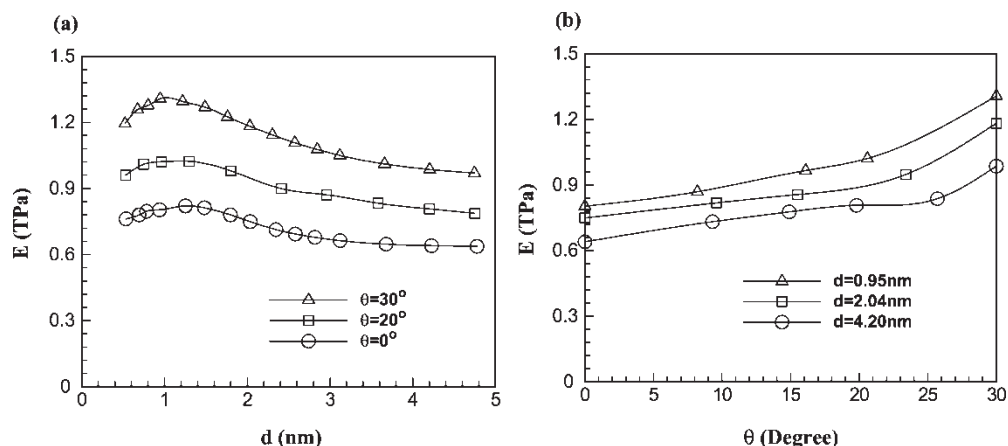 (a)
1.5
1.2
0.9
0.6
0.3
0
E (TPa)
θ=30°
θ=20°
θ=0°
0 1 2 3 4 5
d (nm)
(b)
1.5
1.2
0.9
0.6
0.3
0
E (TPa)
d=0.95nm
d=2.04nm
d=4.20nm
0 5 10 15 20 25 30
θ (Degree)